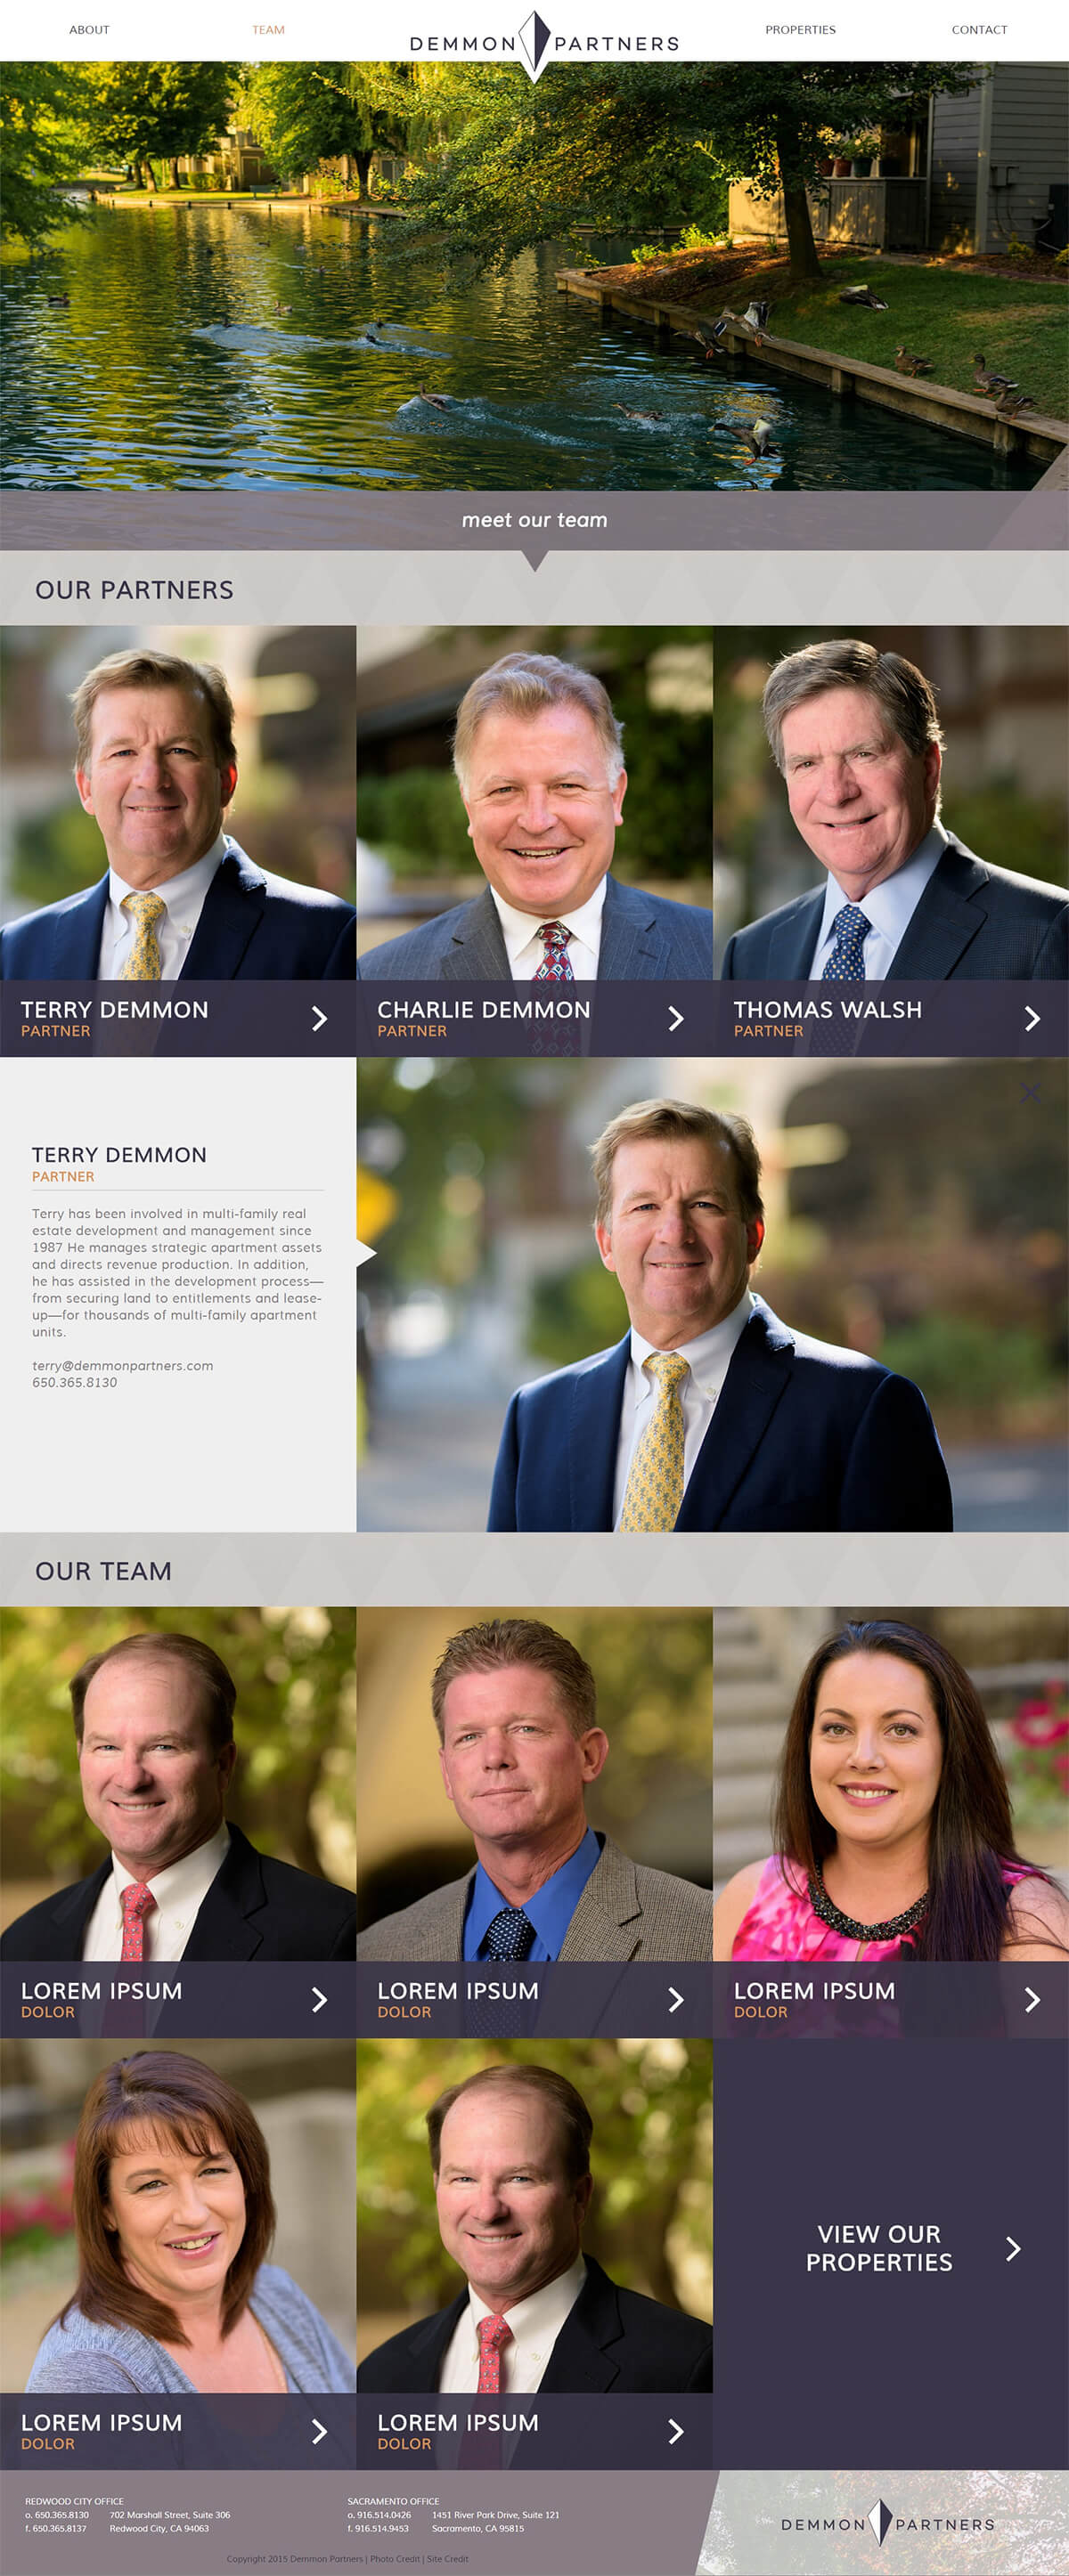 ABOUT
TEAM
DEMMON PARTNERS
PROPERTIES
CONTACT
meet our team
OUR PARTNERS
TERRY DEMMON
PARTNER
CHARLIE DEMMON
PARTNER
THOMAS WALSH
PARTNER
TERRY DEMMON
PARTNER
Terry has been involved in multi-family real
estate development and management since
1987 He manages strategic apartment assets
and directs revenue production. In addition,
he has assisted in the development process—
from securing land to entitlements and lease-
up—for thousands of multi-family apartment
units.
terry@demmonpartners.com
650.365.8130
OUR TEAM
LOREM IPSUM
DOLOR
LOREM IPSUM
DOLOR
LOREM IPSUM
DOLOR
LOREM IPSUM
DOLOR
LOREM IPSUM
DOLOR
VIEW OUR
PROPERTIES
REDWOOD CITY OFFICE
o. 650.365.8130 702 Marshall Street, Suite 306
f. 650.365.8137 Redwood City, CA 94063
SACRAMENTO OFFICE
o. 916.514.0426 1451 River Park Drive, Suite 121
f. 916.514.9453 Sacramento, CA 95815
Copyright 2015 Demmon Partners | Photo Credit | Site Credit
DEMMON PARTNERS